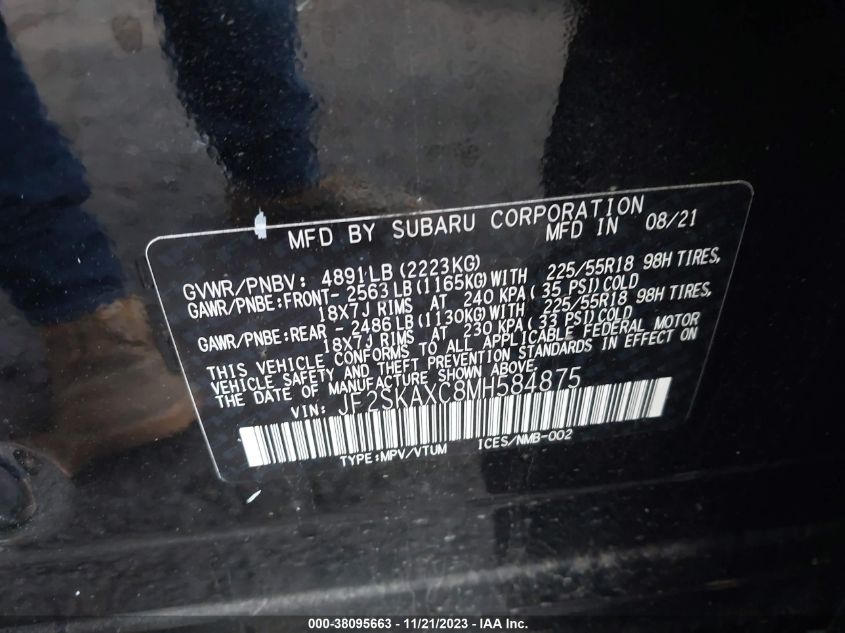 MFD BY SUBARU CORPORATION
MFD IN 08/21
GVWR/PNBV: 4891LB (2223KG)
GAWR/PNBE:FRONT- 2563LB(1165KG)WITH 225/55R18 98H TIRES,
18X7J RIMS AT 240 KPA( 35 PSI)COLD
GAWR/PNBE:REAR - 2486LB(1130KG)WITH 225/55R18 98H TIRES,
18X7J RIMS AT 230 KPA( 33 PSI)COLD
THIS VEHICLE CONFORMS TO ALL APPLICABLE FEDERAL MOTOR
VEHICLE SAFETY AND THEFT PREVENTION STANDARDS IN EFFECT ON
THE DATE OF MANUFACTURE SHOWN ABOVE.
VIN: JF2SKAXC8MH584875
TYPE:MPV/VTUM ICES/NMB-002
000-38095663 - 11/21/2023 - IAA Inc.